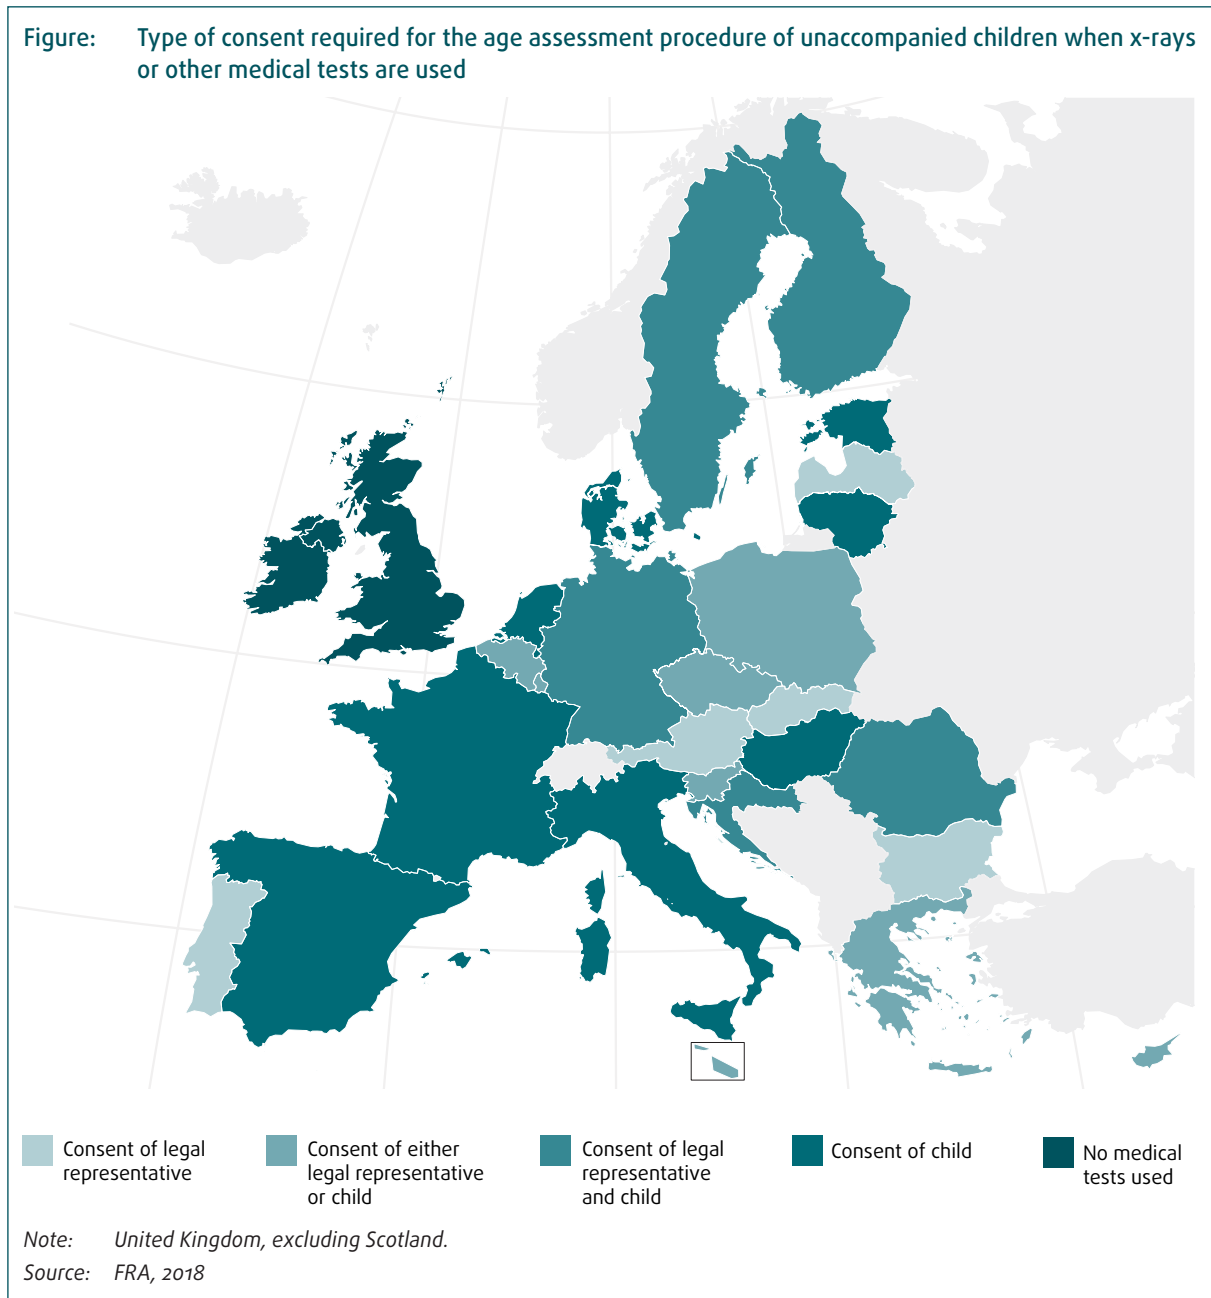 Figure: Type of consent required for the age assessment procedure of unaccompanied children when x-rays
or other medical tests are used
Consent of legal
representative
Consent of either
legal representative
or child
Consent of legal
representative
and child
Consent of child
No medical
tests used
Note: United Kingdom, excluding Scotland.
Source: FRA, 2018